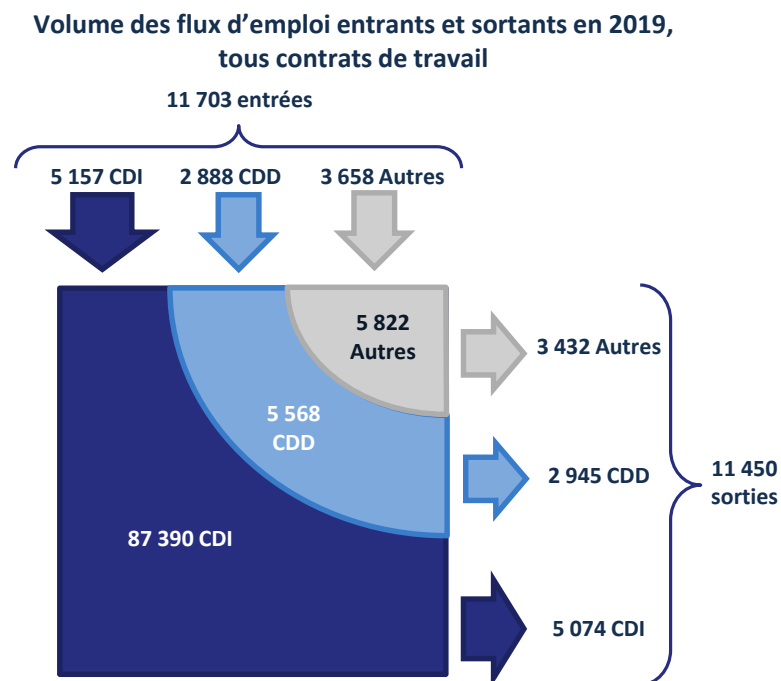 Volume des flux d’emploi entrants et sortants en 2019,
tous contrats de travail
11 703 entrées
5 157 CDI
2 888 CDD
3 658 Autres
5 822
Autres
3 432 Autres
5 568
CDD
2 945 CDD
11 450
sorties
87 390 CDI
5 074 CDI